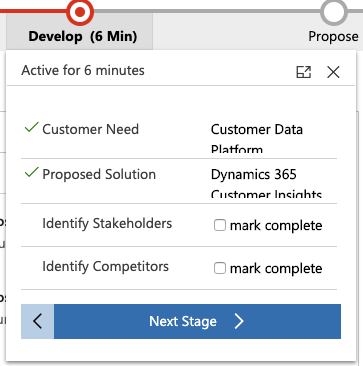 Develop (6 Min)
Propose
Active for 6 minutes
Customer Need
Customer Data
Platform
Proposed Solution
Dynamics 365
Customer Insights
Identify Stakeholders
mark complete
Identify Competitors
mark complete
Next Stage